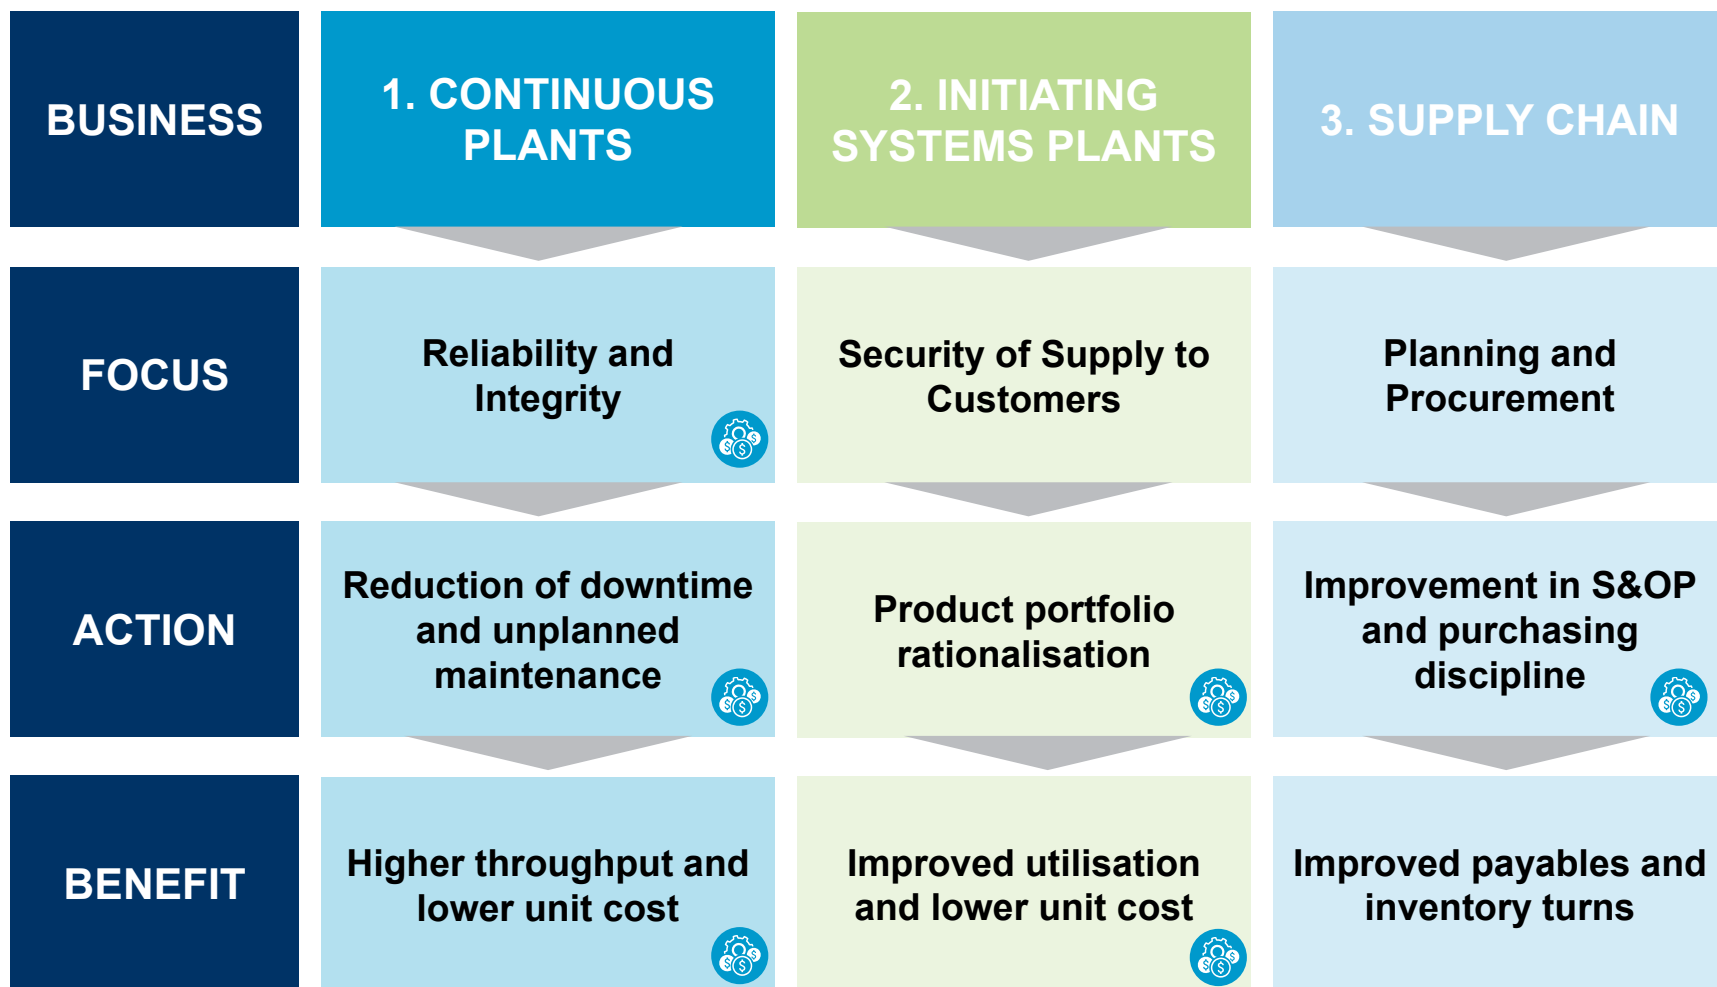 BUSINESS
1. CONTINUOUS
PLANTS
2. INITIATING
SYSTEMS PLANTS
3. SUPPLY CHAIN
FOCUS
Reliability and
Integrity
Security of Supply to
Customers
Planning and
Procurement
ACTION
Reduction of downtime
and unplanned
maintenance
Product portfolio
rationalisation
Improvement in S&OP
and purchasing
discipline
BENEFIT
Higher throughput and
lower unit cost
Improved utilisation
and lower unit cost
Improved payables and
inventory turns